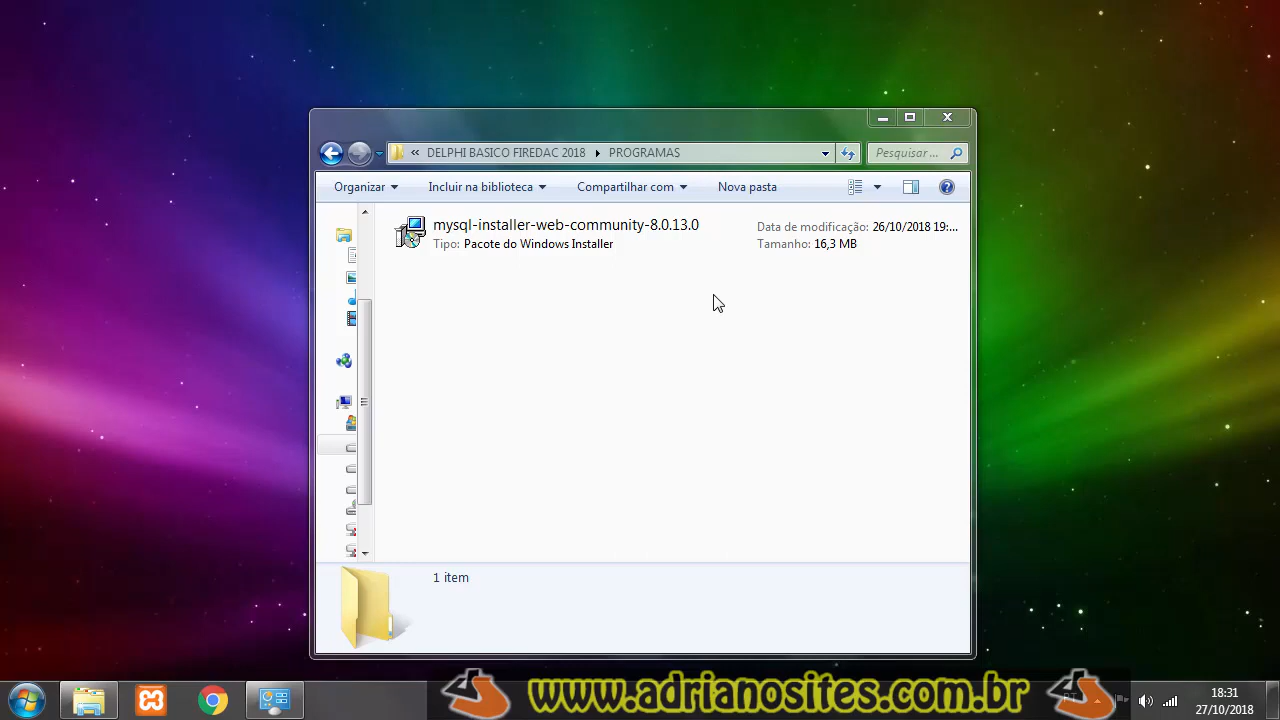 DELPHI BASICO FIREDAC 2018 PROGRAMAS Pesquisar ...
Organizar Incluir na biblioteca Compartilhar com Nova pasta
mysql-installer-web-community-8.0.13.0
Tipo: Pacote do Windows Installer
Data de modificação: 26/10/2018 19:...
Tamanho: 16,3 MB
1 item
www.adrianosites.com.br
PT
18:31
27/10/2018